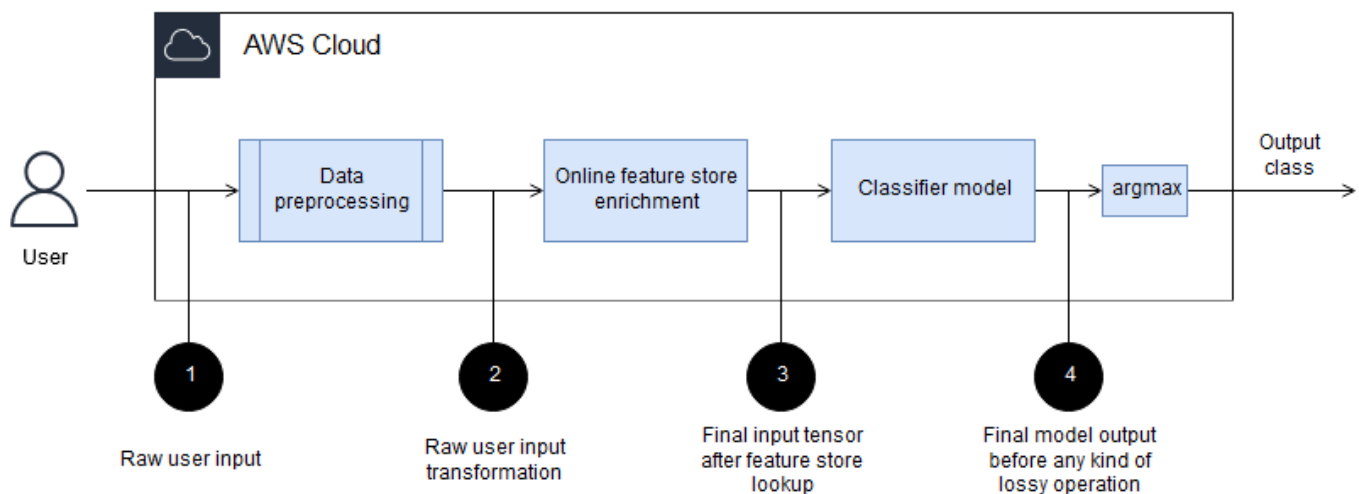 AWS Cloud
User
Data
preprocessing
Online feature store
enrichment
Classifier model
argmax
Output
class
1
2
3
4
Raw user input
Raw user input
transformation
Final input tensor
after feature store
lookup
Final model output
before any kind of
lossy operation